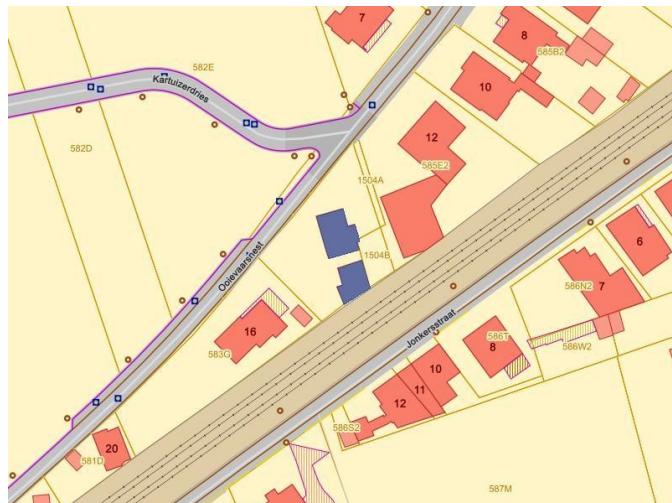 7
8
582E
585B2
Kartuizerdries
10
12
582D
585E2
1504A
6
1504B
Ooievaarsnest
586N2
7
Jonkersstraat
16
586T
8
586W2
583G
10
11
12
586S2
20
581D
587M